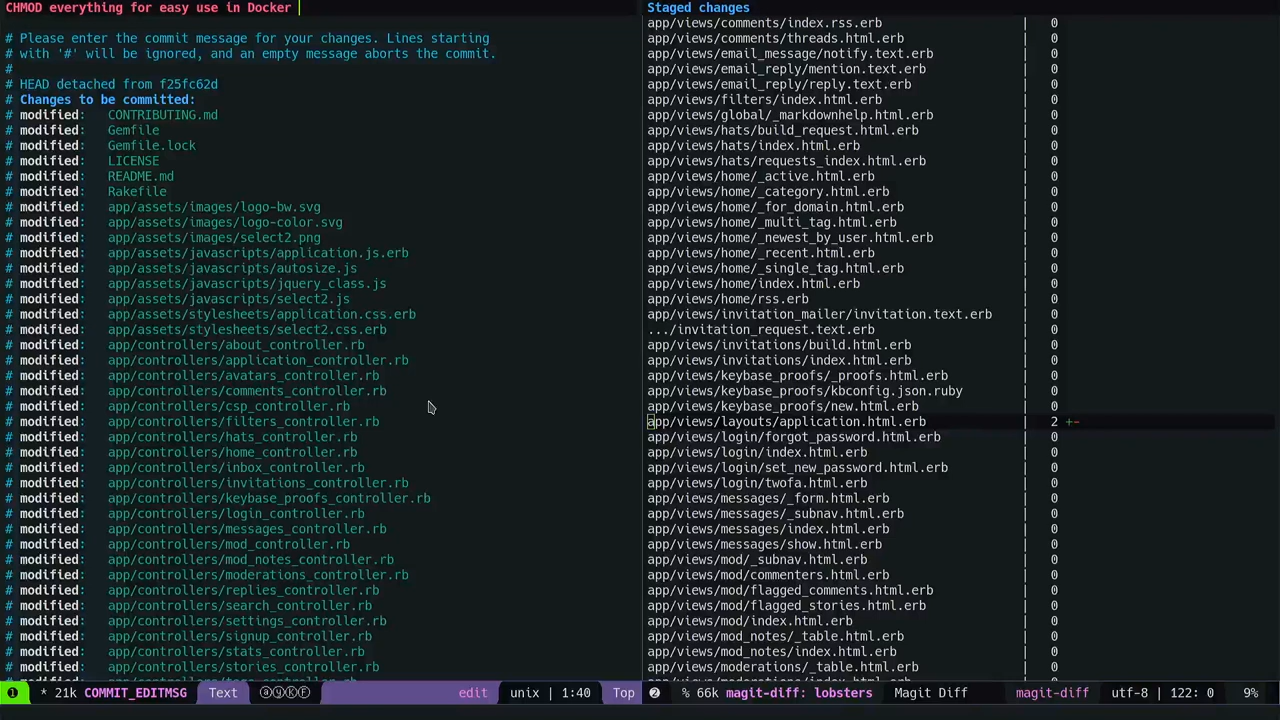 CHMOD everything for easy use in Docker
# Please enter the commit message for your changes. Lines starting
# with '#' will be ignored, and an empty message aborts the commit.
#
# HEAD detached from f25fc62d
# Changes to be committed:
# modified:   CONTRIBUTING.md
# modified:   Gemfile
# modified:   Gemfile.lock
# modified:   LICENSE
# modified:   README.md
# modified:   Rakefile
# modified:   app/assets/images/logo-bw.svg
# modified:   app/assets/images/logo-color.svg
# modified:   app/assets/images/select2.png
# modified:   app/assets/javascripts/application.js.erb
# modified:   app/assets/javascripts/autosize.js
# modified:   app/assets/javascripts/jquery_class.js
# modified:   app/assets/javascripts/select2.js
# modified:   app/assets/stylesheets/application.css.erb
# modified:   app/assets/stylesheets/select2.css.erb
# modified:   app/controllers/about_controller.rb
# modified:   app/controllers/application_controller.rb
# modified:   app/controllers/avatars_controller.rb
# modified:   app/controllers/comments_controller.rb
# modified:   app/controllers/csp_controller.rb
# modified:   app/controllers/filters_controller.rb
# modified:   app/controllers/hats_controller.rb
# modified:   app/controllers/home_controller.rb
# modified:   app/controllers/inbox_controller.rb
# modified:   app/controllers/invitations_controller.rb
# modified:   app/controllers/keybase_proofs_controller.rb
# modified:   app/controllers/login_controller.rb
# modified:   app/controllers/messages_controller.rb
# modified:   app/controllers/mod_controller.rb
# modified:   app/controllers/mod_notes_controller.rb
# modified:   app/controllers/moderations_controller.rb
# modified:   app/controllers/replies_controller.rb
# modified:   app/controllers/search_controller.rb
# modified:   app/controllers/settings_controller.rb
# modified:   app/controllers/signup_controller.rb
# modified:   app/controllers/stats_controller.rb
# modified:   app/controllers/stories_controller.rb
❶ * 21k COMMIT_EDITMSG Text ⓐⓨⓀⒻ edit unix | 1:40 Top
Staged changes
app/views/comments/index.rss.erb | 0
app/views/comments/threads.html.erb | 0
app/views/email_message/notify.text.erb | 0
app/views/email_reply/mention.text.erb | 0
app/views/email_reply/reply.text.erb | 0
app/views/filters/index.html.erb | 0
app/views/global/_markdownhelp.html.erb | 0
app/views/hats/build_request.html.erb | 0
app/views/hats/index.html.erb | 0
app/views/hats/requests_index.html.erb | 0
app/views/home/_active.html.erb | 0
app/views/home/_category.html.erb | 0
app/views/home/_for_domain.html.erb | 0
app/views/home/_multi_tag.html.erb | 0
app/views/home/_newest_by_user.html.erb | 0
app/views/home/_recent.html.erb | 0
app/views/home/_single_tag.html.erb | 0
app/views/home/index.html.erb | 0
app/views/home/rss.erb | 0
app/views/invitation_mailer/invitation.text.erb | 0
.../invitation_request.text.erb | 0
app/views/invitations/build.html.erb | 0
app/views/invitations/index.html.erb | 0
app/views/keybase_proofs/_proofs.html.erb | 0
app/views/keybase_proofs/kbconfig.json.ruby | 0
app/views/keybase_proofs/new.html.erb | 0
app/views/layouts/application.html.erb | 2 +-
app/views/login/forgot_password.html.erb | 0
app/views/login/index.html.erb | 0
app/views/login/set_new_password.html.erb | 0
app/views/login/twofa.html.erb | 0
app/views/messages/_form.html.erb | 0
app/views/messages/_subnav.html.erb | 0
app/views/messages/index.html.erb | 0
app/views/messages/show.html.erb | 0
app/views/mod/_subnav.html.erb | 0
app/views/mod/commenters.html.erb | 0
app/views/mod/flagged_comments.html.erb | 0
app/views/mod/flagged_stories.html.erb | 0
app/views/mod/index.html.erb | 0
app/views/mod_notes/_table.html.erb | 0
app/views/mod_notes/index.html.erb | 0
app/views/moderations/_table.html.erb | 0
❷ % 66k magit-diff: lobsters Magit Diff magit-diff utf-8 | 122: 0 9%